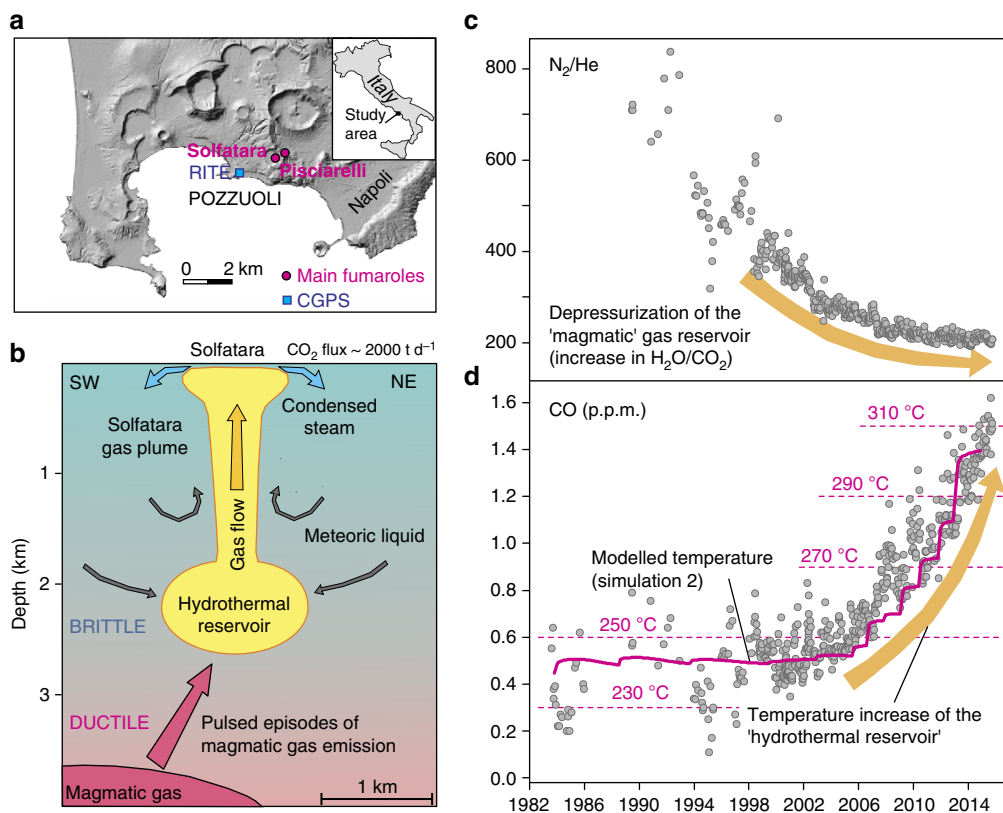 a
Italy
Study
area
Solfatara
RITE
Pisciarelli
POZZUOLI
Napoli
0 2 km
Main fumaroles
CGPS
b
Solfatara
CO₂ flux ~ 2000 t d⁻¹
SW
NE
Solfatara
gas plume
Condensed
steam
Gas flow
Meteoric liquid
Hydrothermal
reservoir
BRITTLE
DUCTILE
Pulsed episodes of
magmatic gas emission
Magmatic gas
1 km
Depth (km)
1
2
3
c
N₂/He
800
600
400
200
Depressurization of the
'magmatic' gas reservoir
(increase in H₂O/CO₂)
d
CO (p.p.m.)
310 °C
290 °C
270 °C
250 °C
230 °C
Modelled temperature
(simulation 2)
Temperature increase of the
'hydrothermal reservoir'
1.6
1.4
1.2
1.0
0.8
0.6
0.4
0.2
0.0
1982 1986 1990 1994 1998 2002 2006 2010 2014